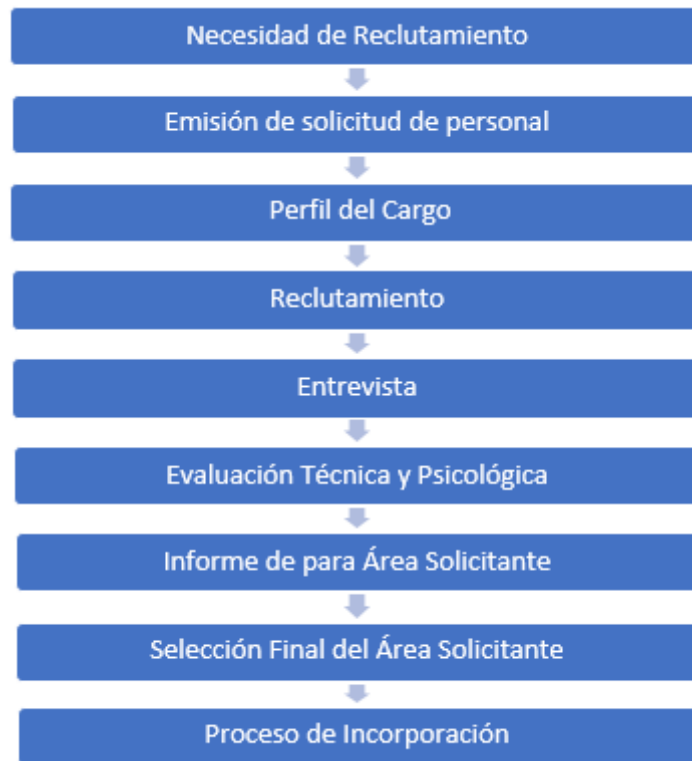 Necesidad de Reclutamiento
Emisión de solicitud de personal
Perfil del Cargo
Reclutamiento
Entrevista
Evaluación Técnica y Psicológica
Informe de para Área Solicitante
Selección Final del Área Solicitante
Proceso de Incorporación